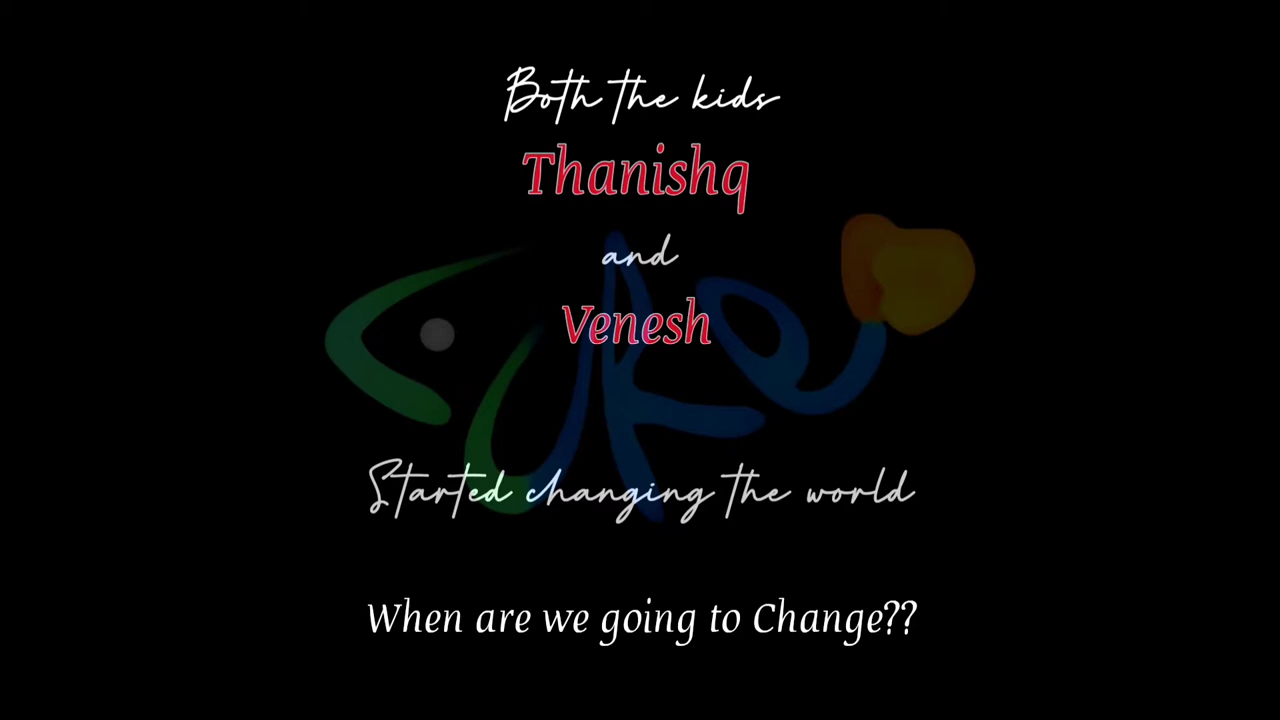 Both the kids
Thanishq
and
Venesh
Started changing the world
When are we going to Change??